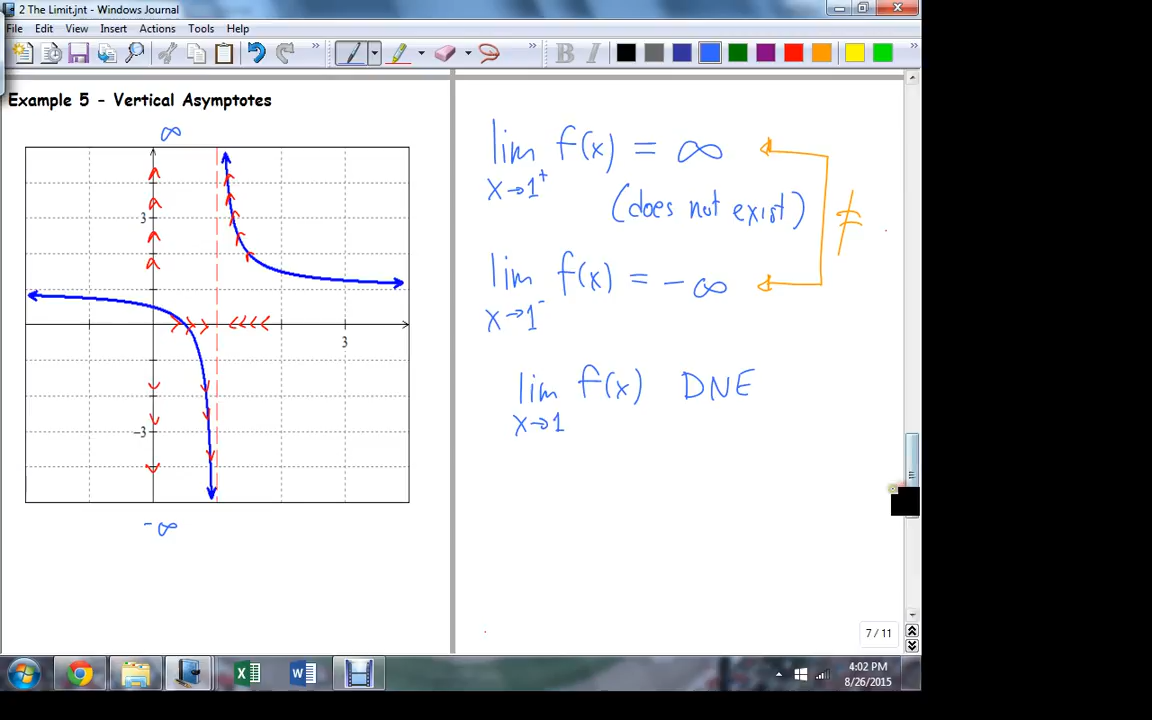 2 The Limit.jnt - Windows Journal
File Edit View Insert Actions Tools Help
» B I »
Example 5 - Vertical Asymptotes
∞
3
3
-3
-∞
lim f(x) = ∞
x→1⁺
(does not exist)
≠
lim f(x) = -∞
x→1⁻
lim f(x) DNE
x→1
7 / 11
4:02 PM
8/26/2015